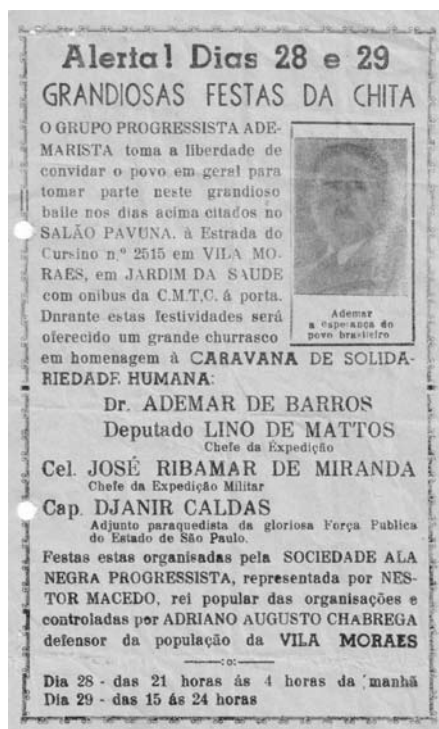 Alerta! Dias 28 e 29
GRANDIOSAS FESTAS DA CHITA
O GRUPO PROGRESSISTA ADE-
MARISTA toma a liberdade de
convidar o povo em geral para
tomar parte neste grandioso
baile nos dias acima citados no
SALÃO PAVUNA. à Estrada do
Cursino n.º 2515 em VILA MO-
RAES, em JARDIM DA SAUDE
com onibus da C.M.T.C. á porta.
Dnrante estas festividades será
oferecido um grande churrasco
Ademar
a esperança do
povo brasileiro
em homenagem à CARAVANA DE SOLIDA-
RIEDADE HUMANA:
Dr. ADEMAR DE BARROS
Deputado LINO DE MATTOS
Chefe da Expedição
Cel. JOSÉ RIBAMAR DE MIRANDA
Chefe da Expedição Militar
Cap. DJANIR CALDAS
Adjunto paraquedista da gloriosa Força Publica
do Estado de São Paulo.
Festas estas organisadas pela SOCIEDADE ALA
NEGRA PROGRESSISTA, representada por NES-
TOR MACEDO, rei popular das organisações e
controladas por ADRIANO AUGUSTO CHABREGA
defensor da população da VILA MORAES
:o:
Dia 28 - das 21 horas ás 4 horas da manhã
Dia 29 - das 15 ás 24 horas